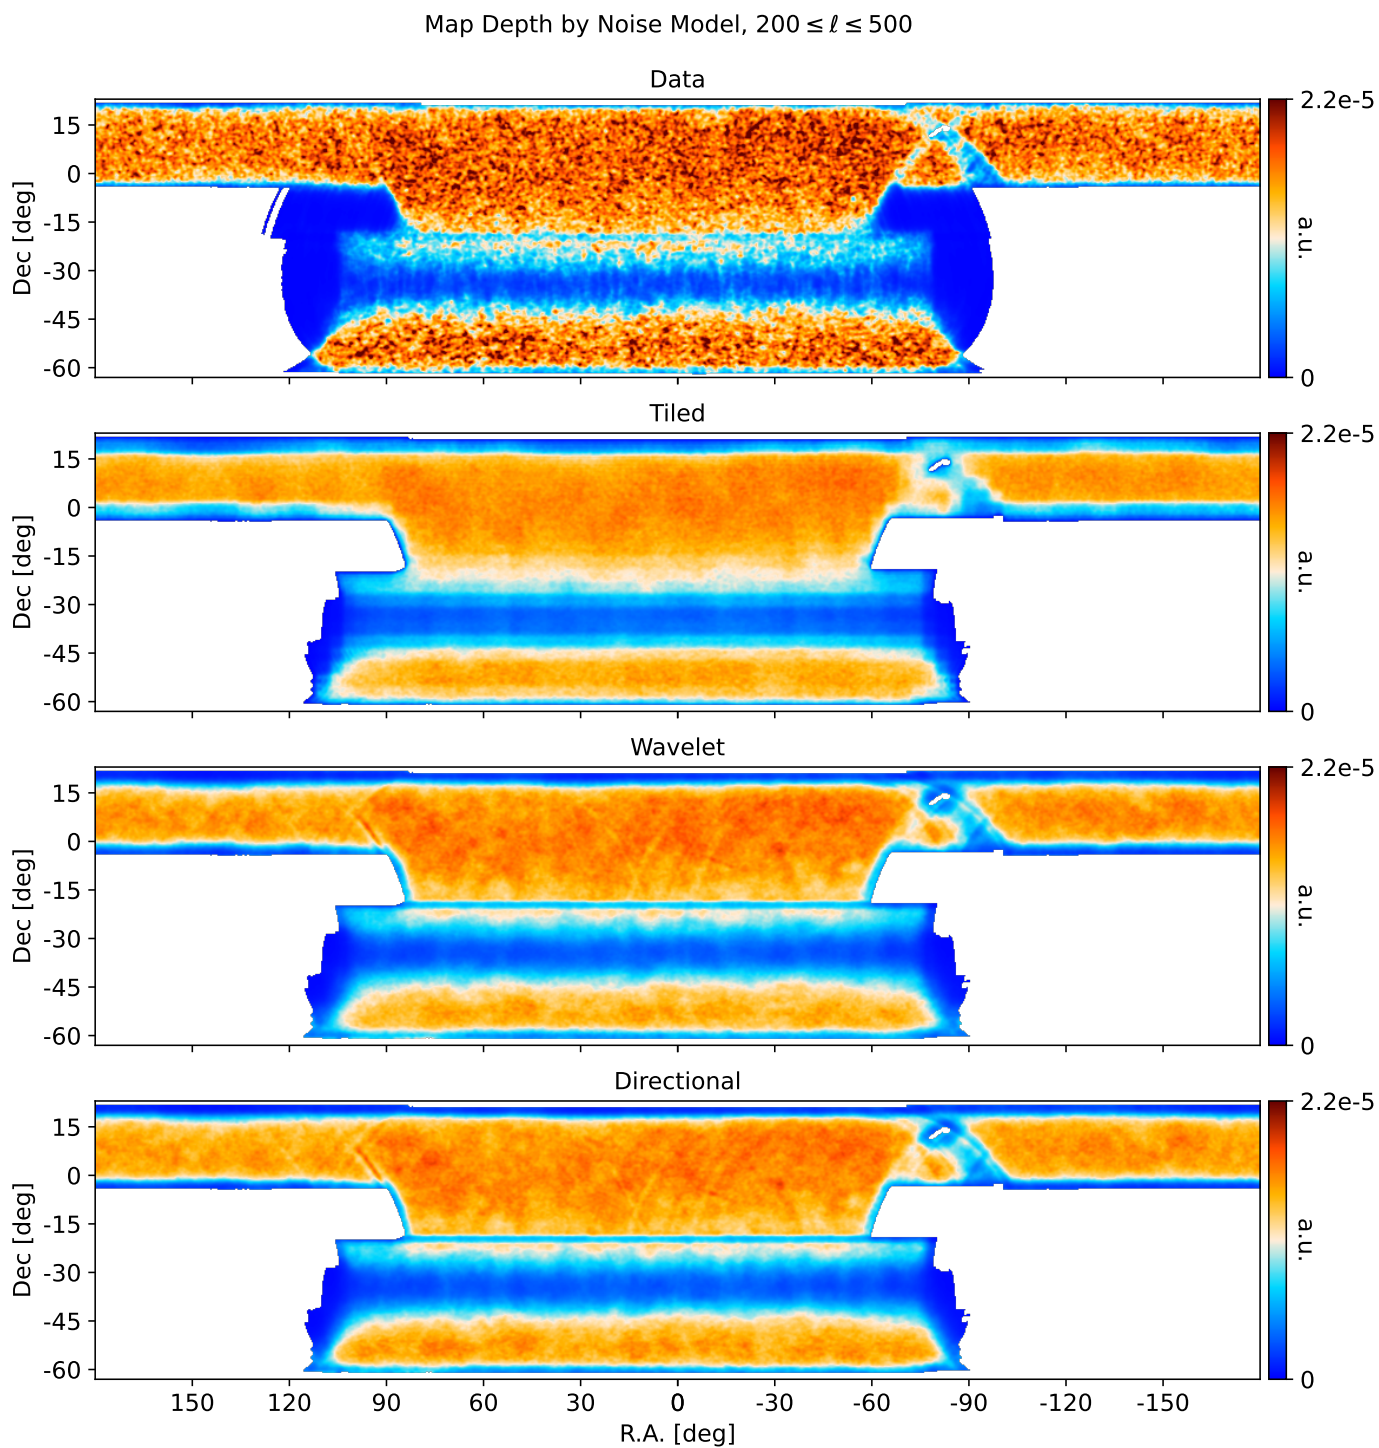 Map Depth by Noise Model, 200 ≤ ℓ ≤ 500
Data
15
0
-15
-30
-45
-60
Dec [deg]
2.2e-5
a.u.
0
Tiled
15
0
-15
-30
-45
-60
Dec [deg]
2.2e-5
a.u.
0
Wavelet
15
0
-15
-30
-45
-60
Dec [deg]
2.2e-5
a.u.
0
Directional
15
0
-15
-30
-45
-60
Dec [deg]
2.2e-5
a.u.
0
150 120 90 60 30 0 -30 -60 -90 -120 -150
R.A. [deg]